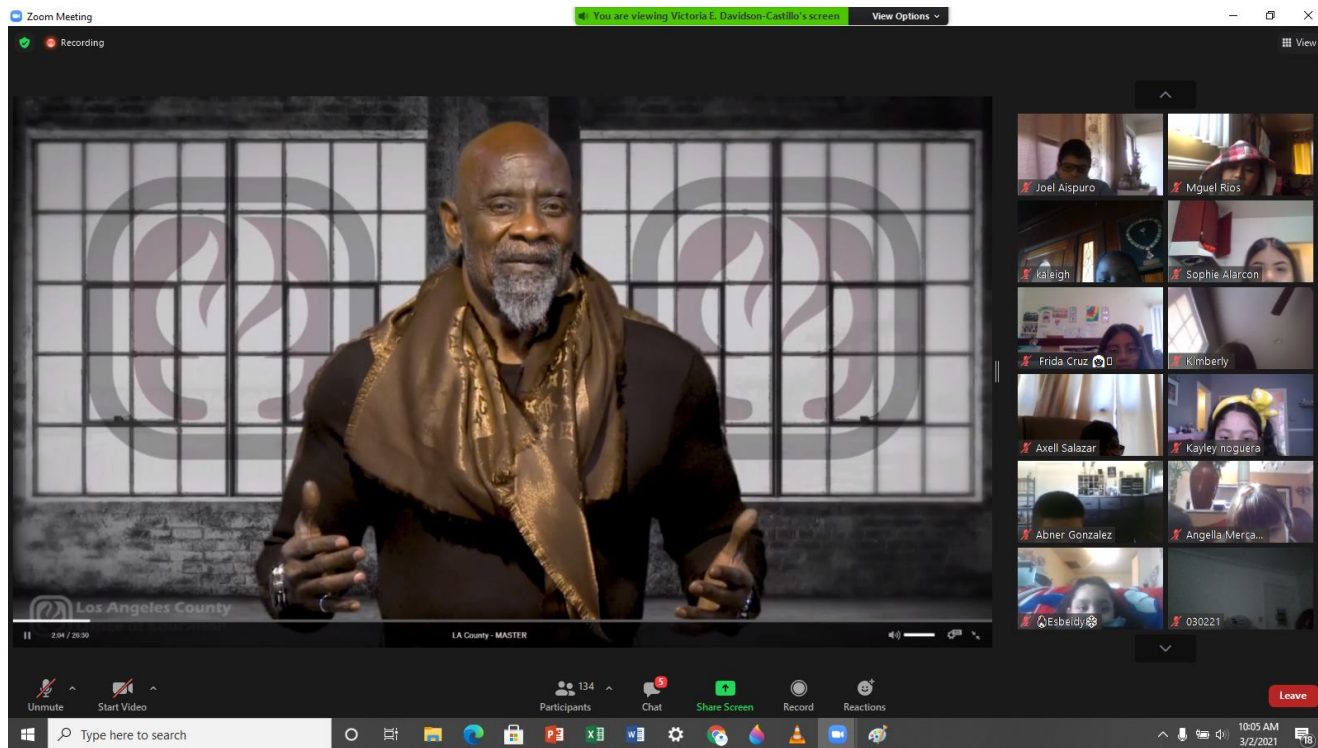 Zoom Meeting
You are viewing Victoria E. Davidson-Castillo's screen
View Options
Recording
View
Joel Aispuro
Mguel Rios
kaleigh
Sophie Alarcon
Frida Cruz
Kimberly
Axell Salazar
Kayley noguera
Abner Gonzalez
Angella Merca...
Esbeidy
030221
Los Angeles County
2:04 / 26:30
LA County - MASTER
134
5
Unmute
Start Video
Participants
Chat
Share Screen
Record
Reactions
Leave
Type here to search
10:05 AM
3/2/2021
18